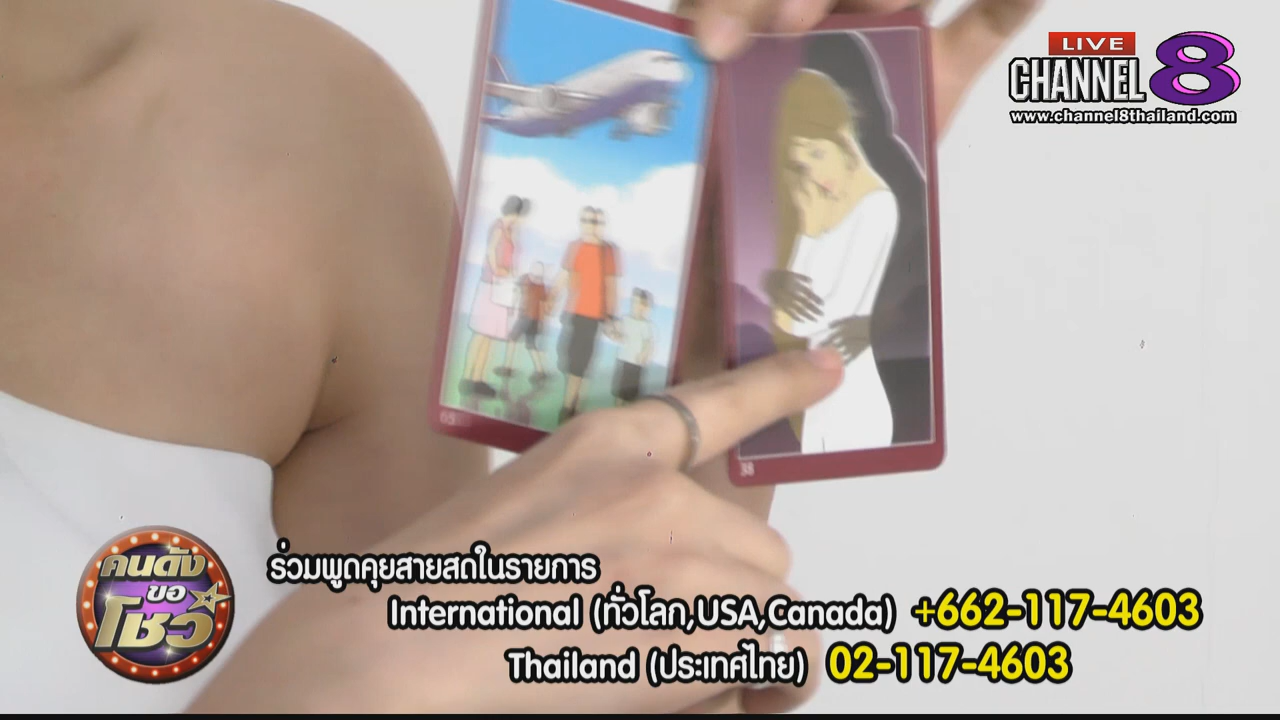 LIVE
CHANNEL 8
www.channel8thailand.com
65
38
คนดัง
ขอ
โชว์
ร่วมพูดคุยสายสดในรายการ
International (ทั่วโลก,USA,Canada) +662-117-4603
Thailand (ประเทศไทย) 02-117-4603